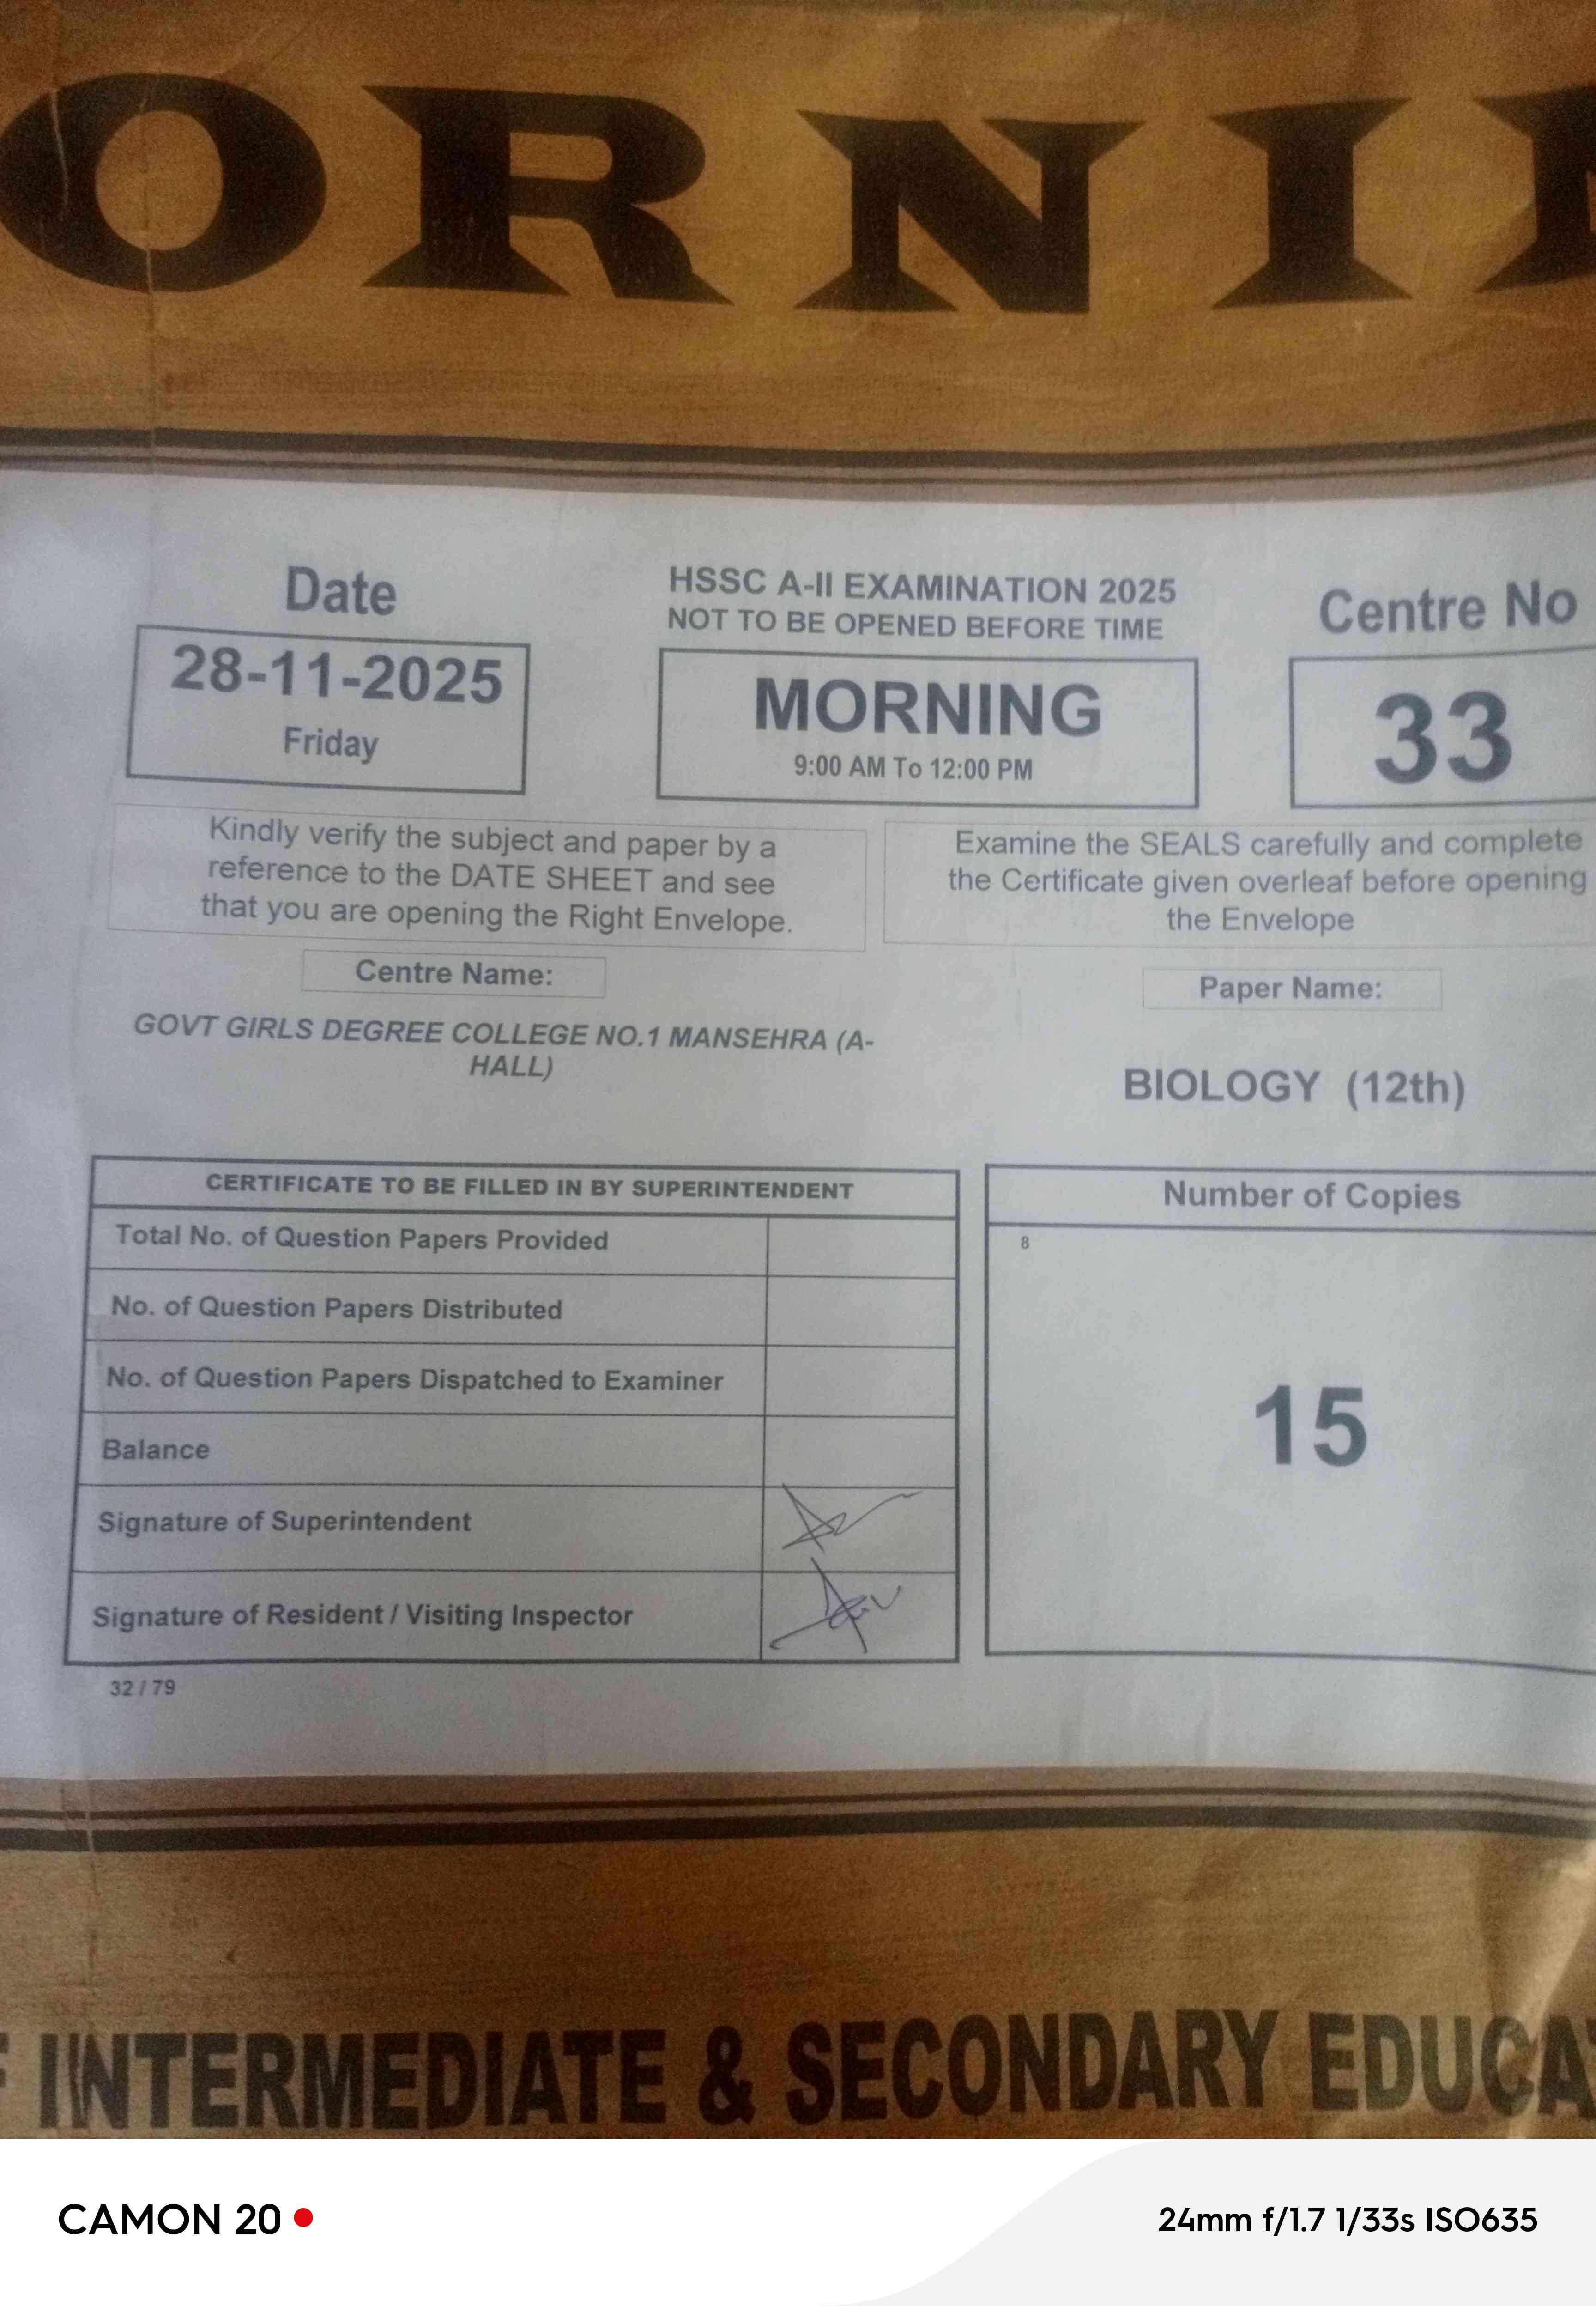 ORNI
Date
28-11-2025
Friday
HSSC A-II EXAMINATION 2025
NOT TO BE OPENED BEFORE TIME
MORNING
9:00 AM To 12:00 PM
Centre No
33
Kindly verify the subject and paper by a
reference to the DATE SHEET and see
that you are opening the Right Envelope.
Examine the SEALS carefully and complete
the Certificate given overleaf before opening
the Envelope
Centre Name:
GOVT GIRLS DEGREE COLLEGE NO.1 MANSEHRA (A-
HALL)
Paper Name:
BIOLOGY (12th)
CERTIFICATE TO BE FILLED IN BY SUPERINTENDENT
Total No. of Question Papers Provided
No. of Question Papers Distributed
No. of Question Papers Dispatched to Examiner
Balance
Signature of Superintendent
Signature of Resident / Visiting Inspector
Number of Copies
8
15
32 / 79
INTERMEDIATE & SECONDARY EDUCA
CAMON 20
24mm f/1.7 1/33s ISO635